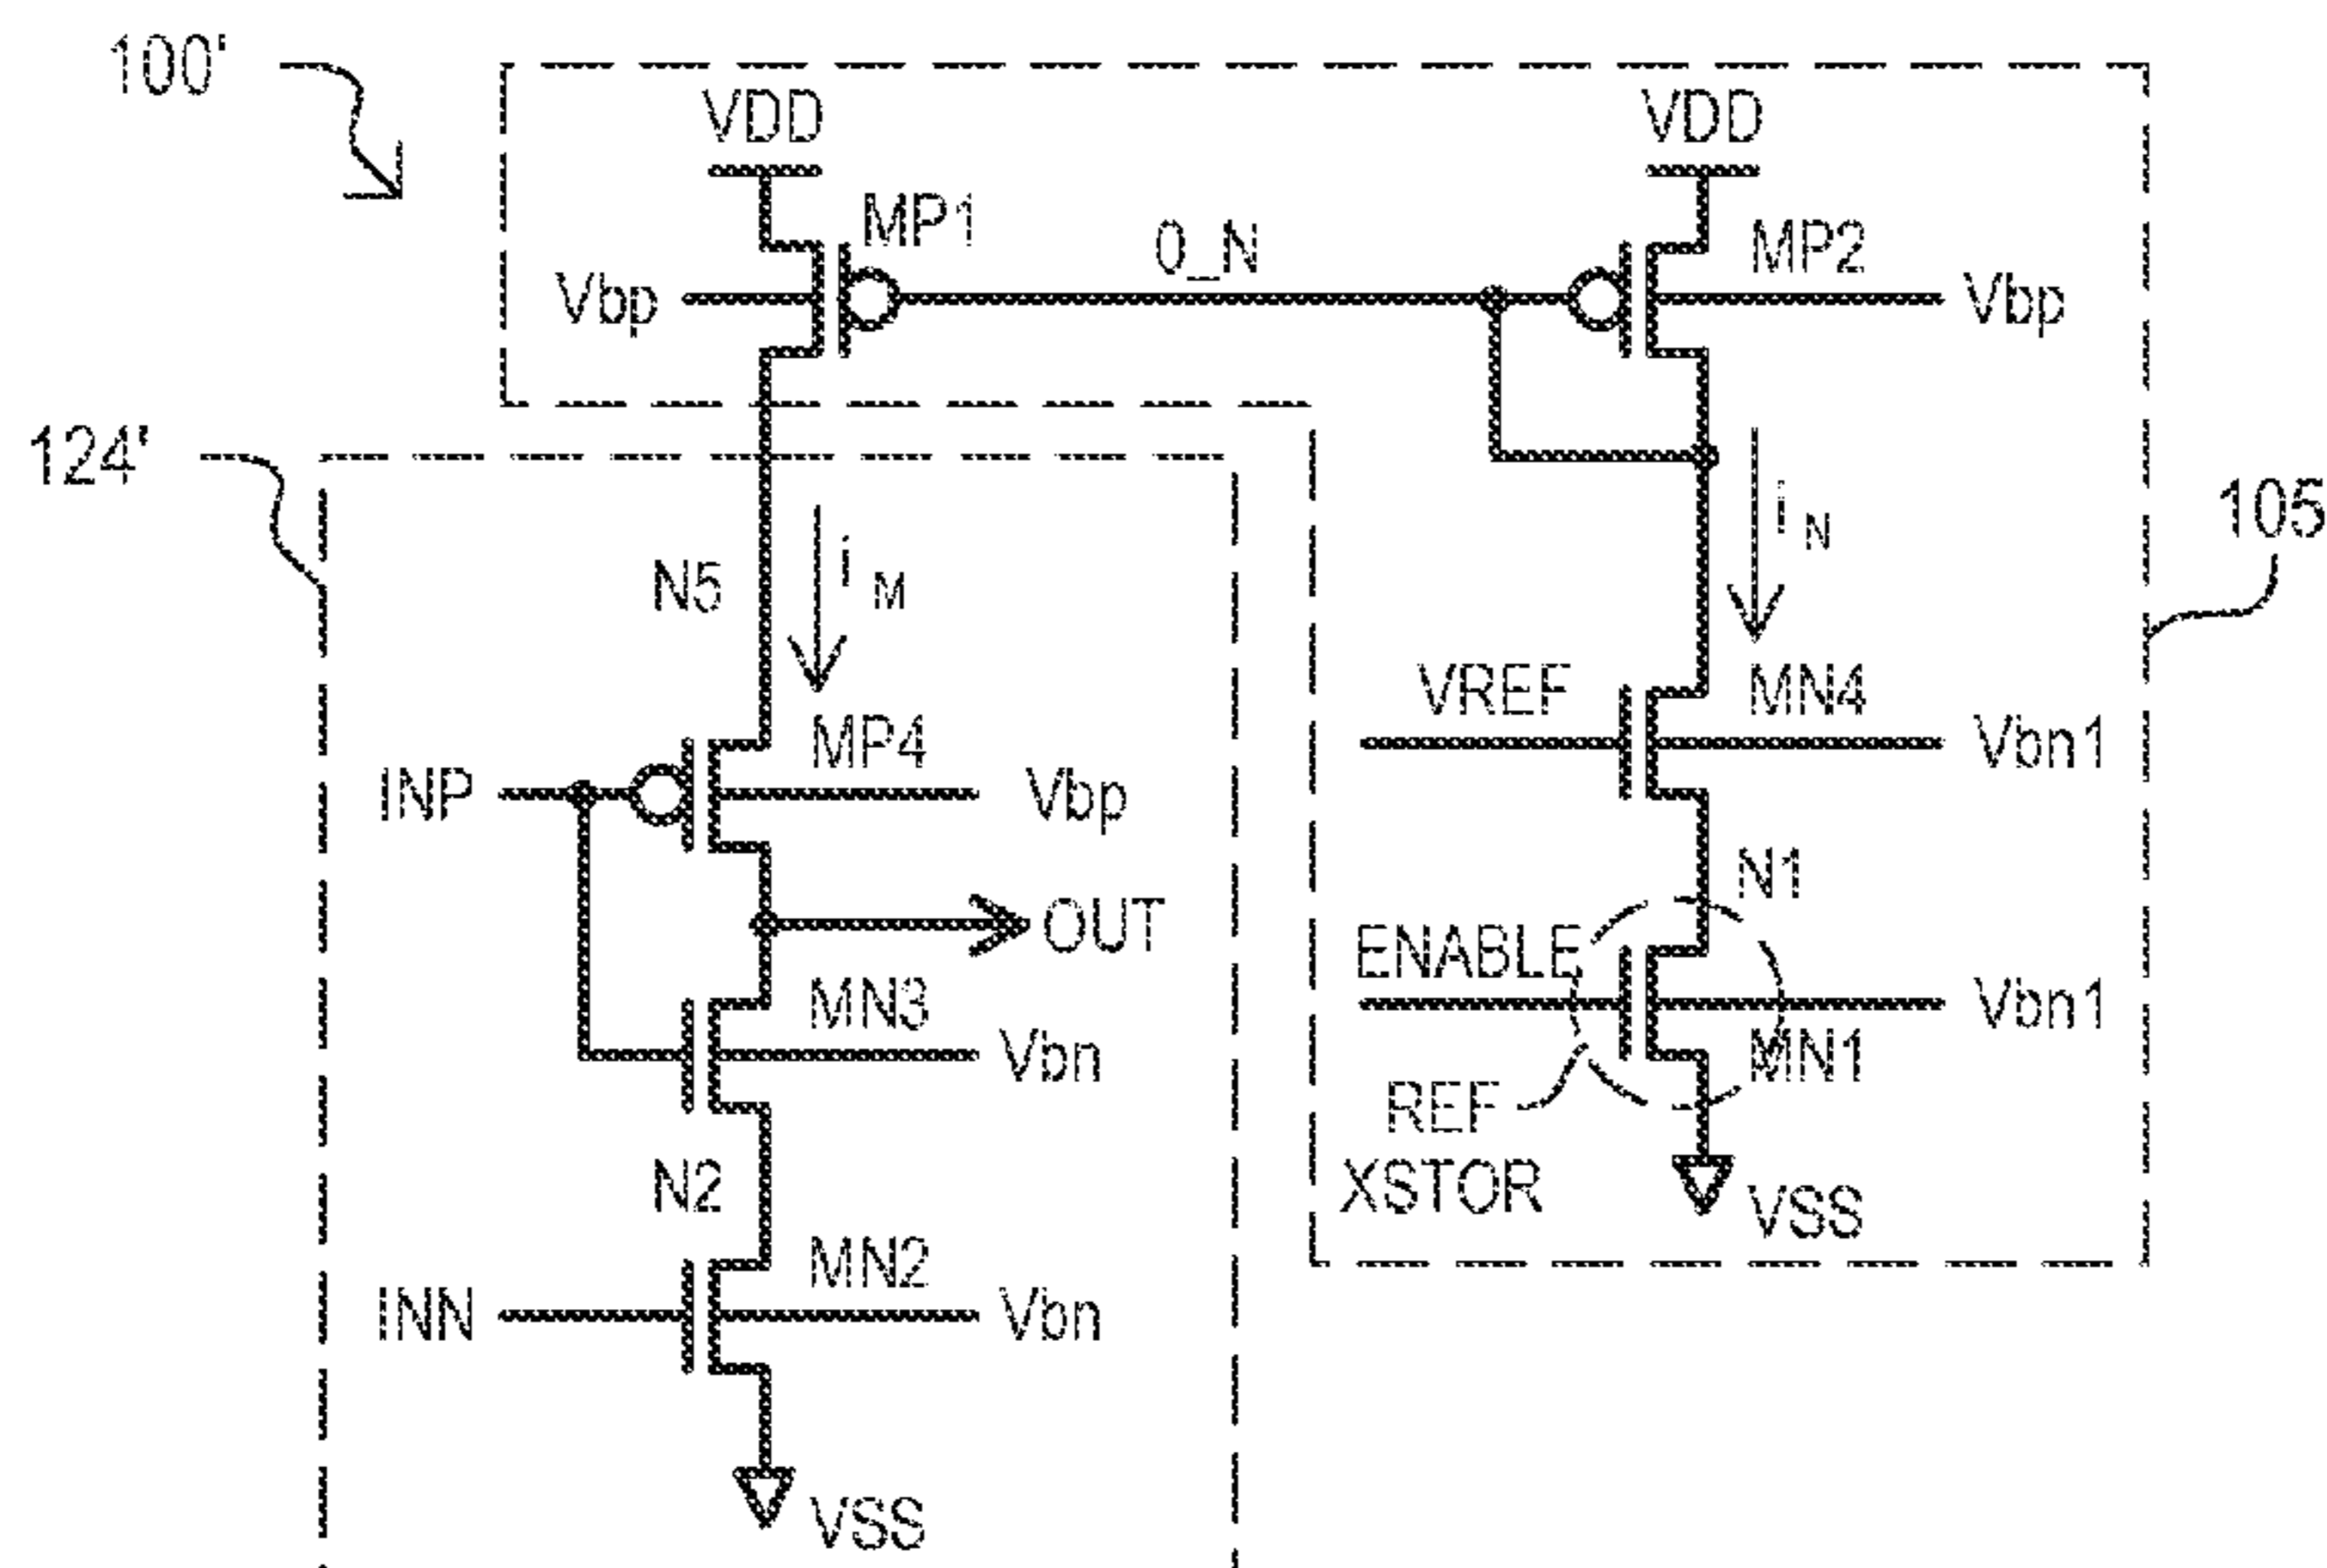 100'
VDD
VDD
MP1
0_N
MP2
Vbp
Vbp
124'
105
N5
i M
i N
VREF
MN4
MP4
Vbn1
INP
Vbp
N1
OUT
ENABLE
MN3
Vbn1
Vbn
MN1
REF
XSTOR
N2
VSS
MN2
INN
Vbn
VSS